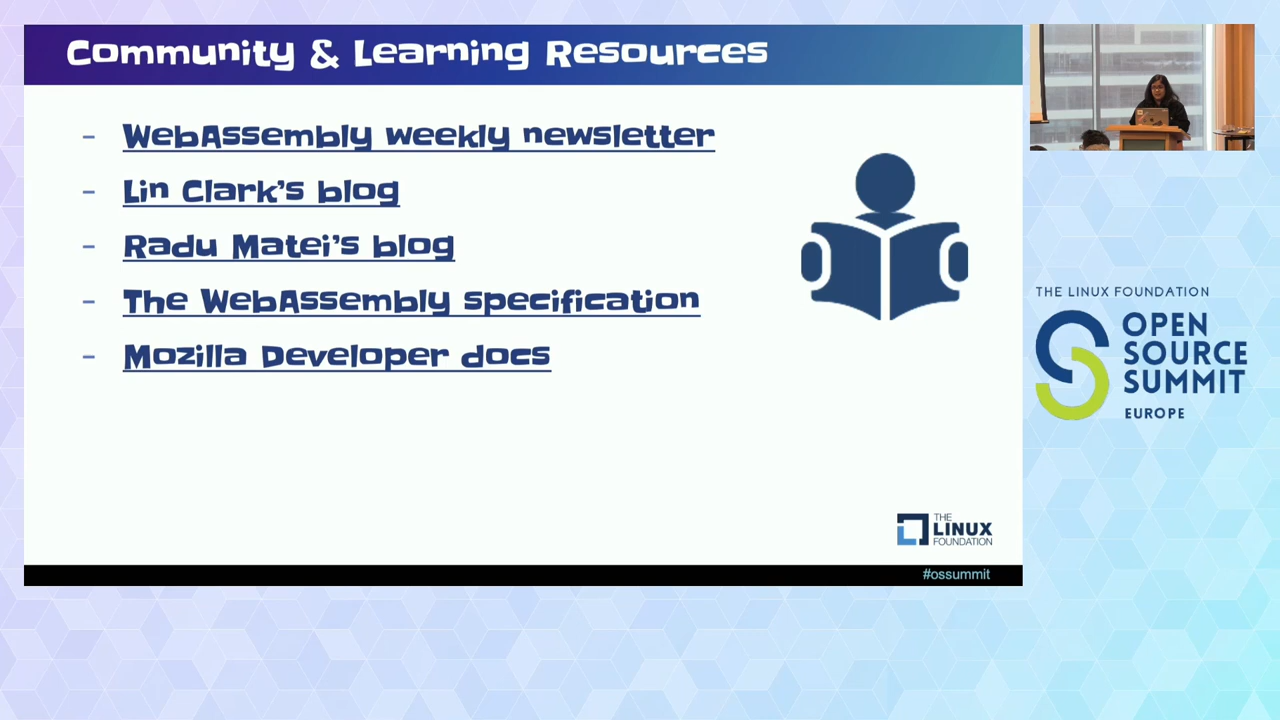 Community & Learning Resources
- WebAssembly weekly newsletter
- Lin Clark’s blog
- Radu Matei’s blog
- The WebAssembly specification
- Mozilla Developer docs
THE
LINUX
FOUNDATION
#ossummit
THE LINUX FOUNDATION
OPEN
SOURCE
SUMMIT
EUROPE